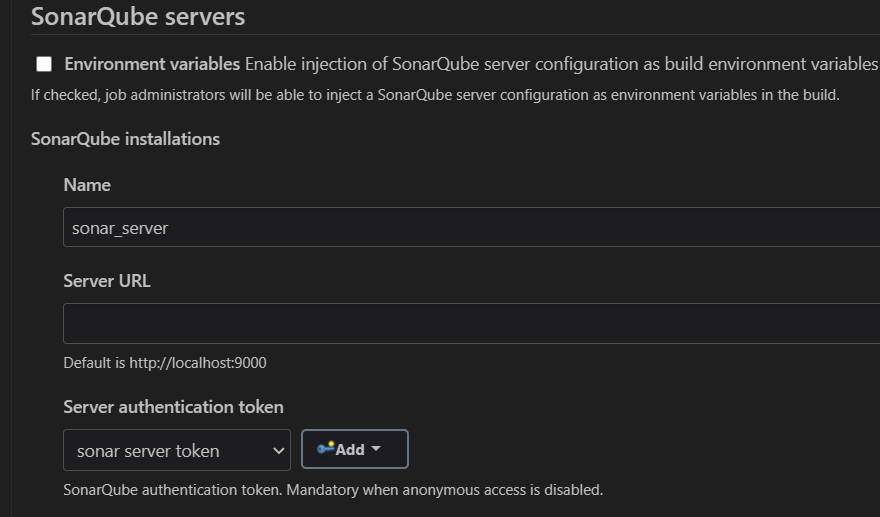 SonarQube servers
Environment variables Enable injection of SonarQube server configuration as build environment variables
If checked, job administrators will be able to inject a SonarQube server configuration as environment variables in the build.
SonarQube installations
Name
sonar_server
Server URL
Default is http://localhost:9000
Server authentication token
sonar server token
Add
SonarQube authentication token. Mandatory when anonymous access is disabled.